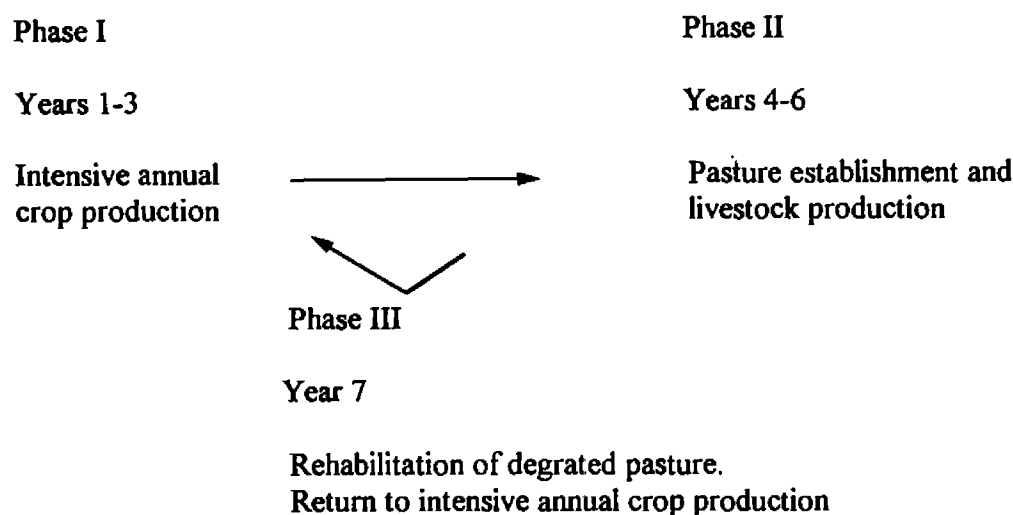 Phase I
Years 1-3
Intensive annual
crop production
Phase II
Years 4-6
Pasture establishment and
livestock production
Phase III
Year 7
Rehabilitation of degrated pasture.
Return to intensive annual crop production